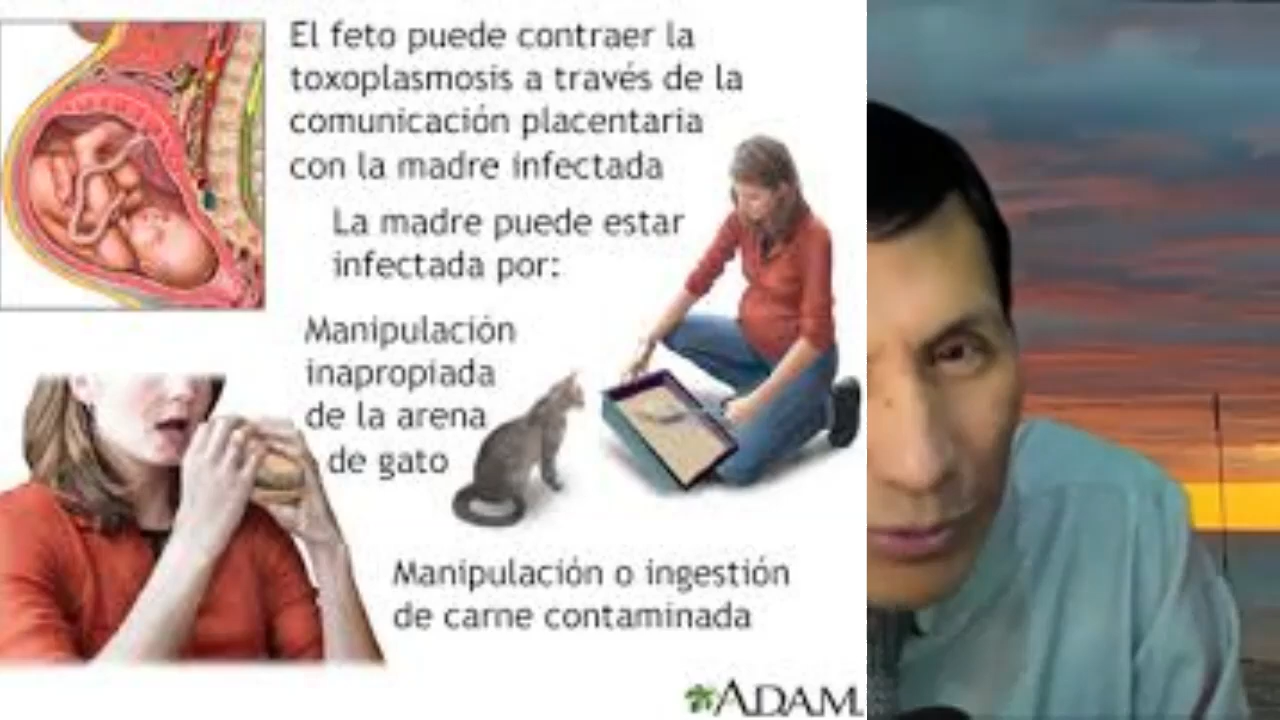 El feto puede contraer la
toxoplasmosis a través de la
comunicación placentaria
con la madre infectada
La madre puede estar
infectada por:
Manipulación
inapropiada
de la arena
de gato
Manipulación o ingestión
de carne contaminada
ADAM.